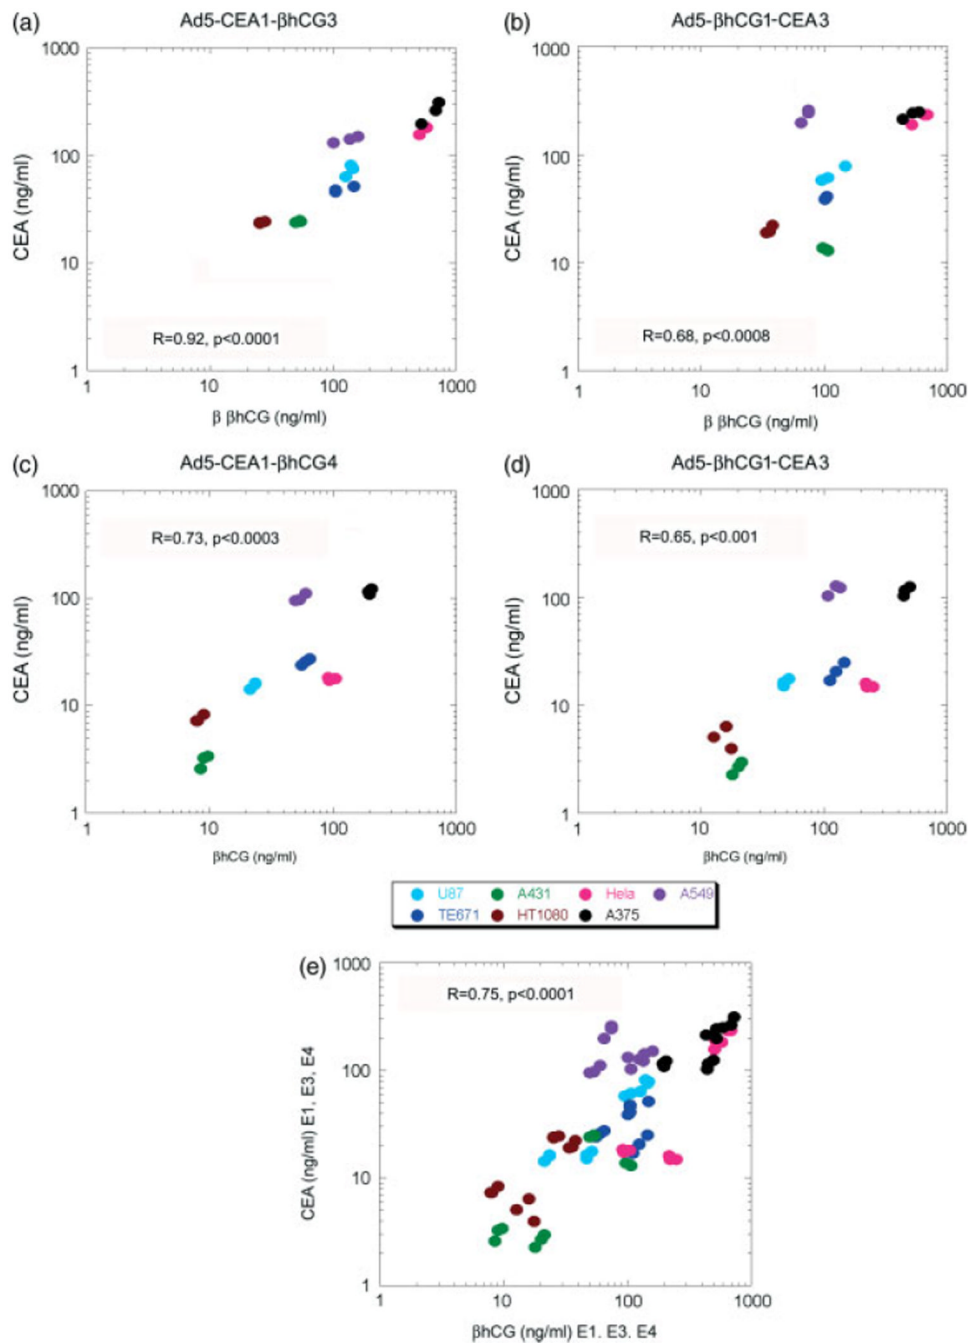 (a) Ad5-CEA1-βhCG3
1000
100
10
1
CEA (ng/ml)
R=0.92, p<0.0001
1 10 100 1000
β βhCG (ng/ml)
(b) Ad5-βhCG1-CEA3
1000
100
10
1
CEA (ng/ml)
R=0.68, p<0.0008
1 10 100 1000
β βhCG (ng/ml)
(c) Ad5-CEA1-βhCG4
1000
100
10
1
CEA (ng/ml)
R=0.73, p<0.0003
1 10 100 1000
βhCG (ng/ml)
(d) Ad5-βhCG1-CEA3
1000
100
10
1
CEA (ng/ml)
R=0.65, p<0.001
1 10 100 1000
βhCG (ng/ml)
U87 A431 Hela A549
TE671 HT1080 A375
(e)
1000
100
10
1
CEA (ng/ml) E1, E3, E4
R=0.75, p<0.0001
1 10 100 1000
βhCG (ng/ml) E1. E3. E4